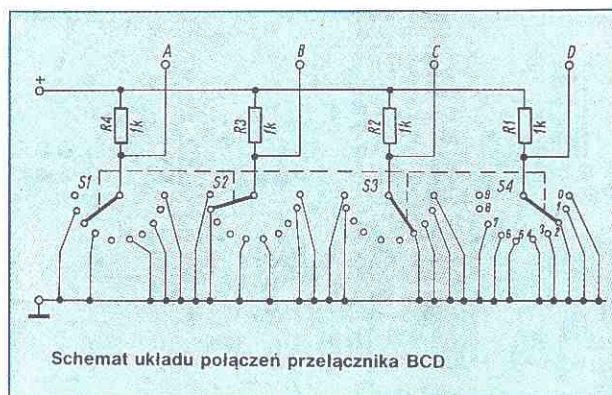 A B C D
+
R4 1k R3 1k R2 1k R1 1k
S1 S2 S3 S4
9 0
8 1
7 2
6 5 4 3
Schemat układu połączeń przełącznika BCD